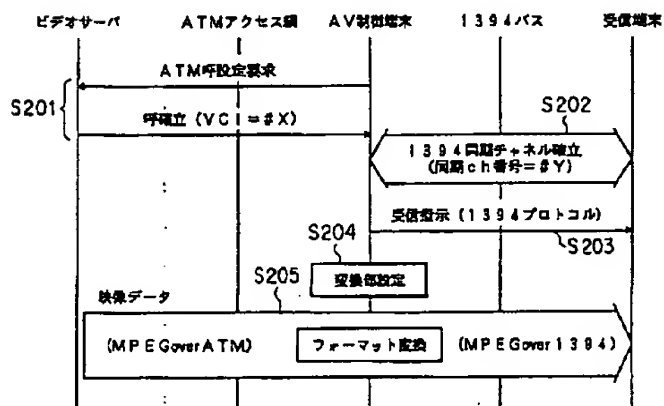 ビデオサーバ ATMアクセス網 AV制御端末 1394バス 受信端末
ATM呼設定要求
S201
S202
呼確立(VCI=#X)
1394同期チャネル確立
(同期ch番号=#Y)
受信指示(1394プロトコル)
S203
S204
変換部設定
S205
映像データ
(MPEGoverATM) フォーマット変換 (MPEGover1394)